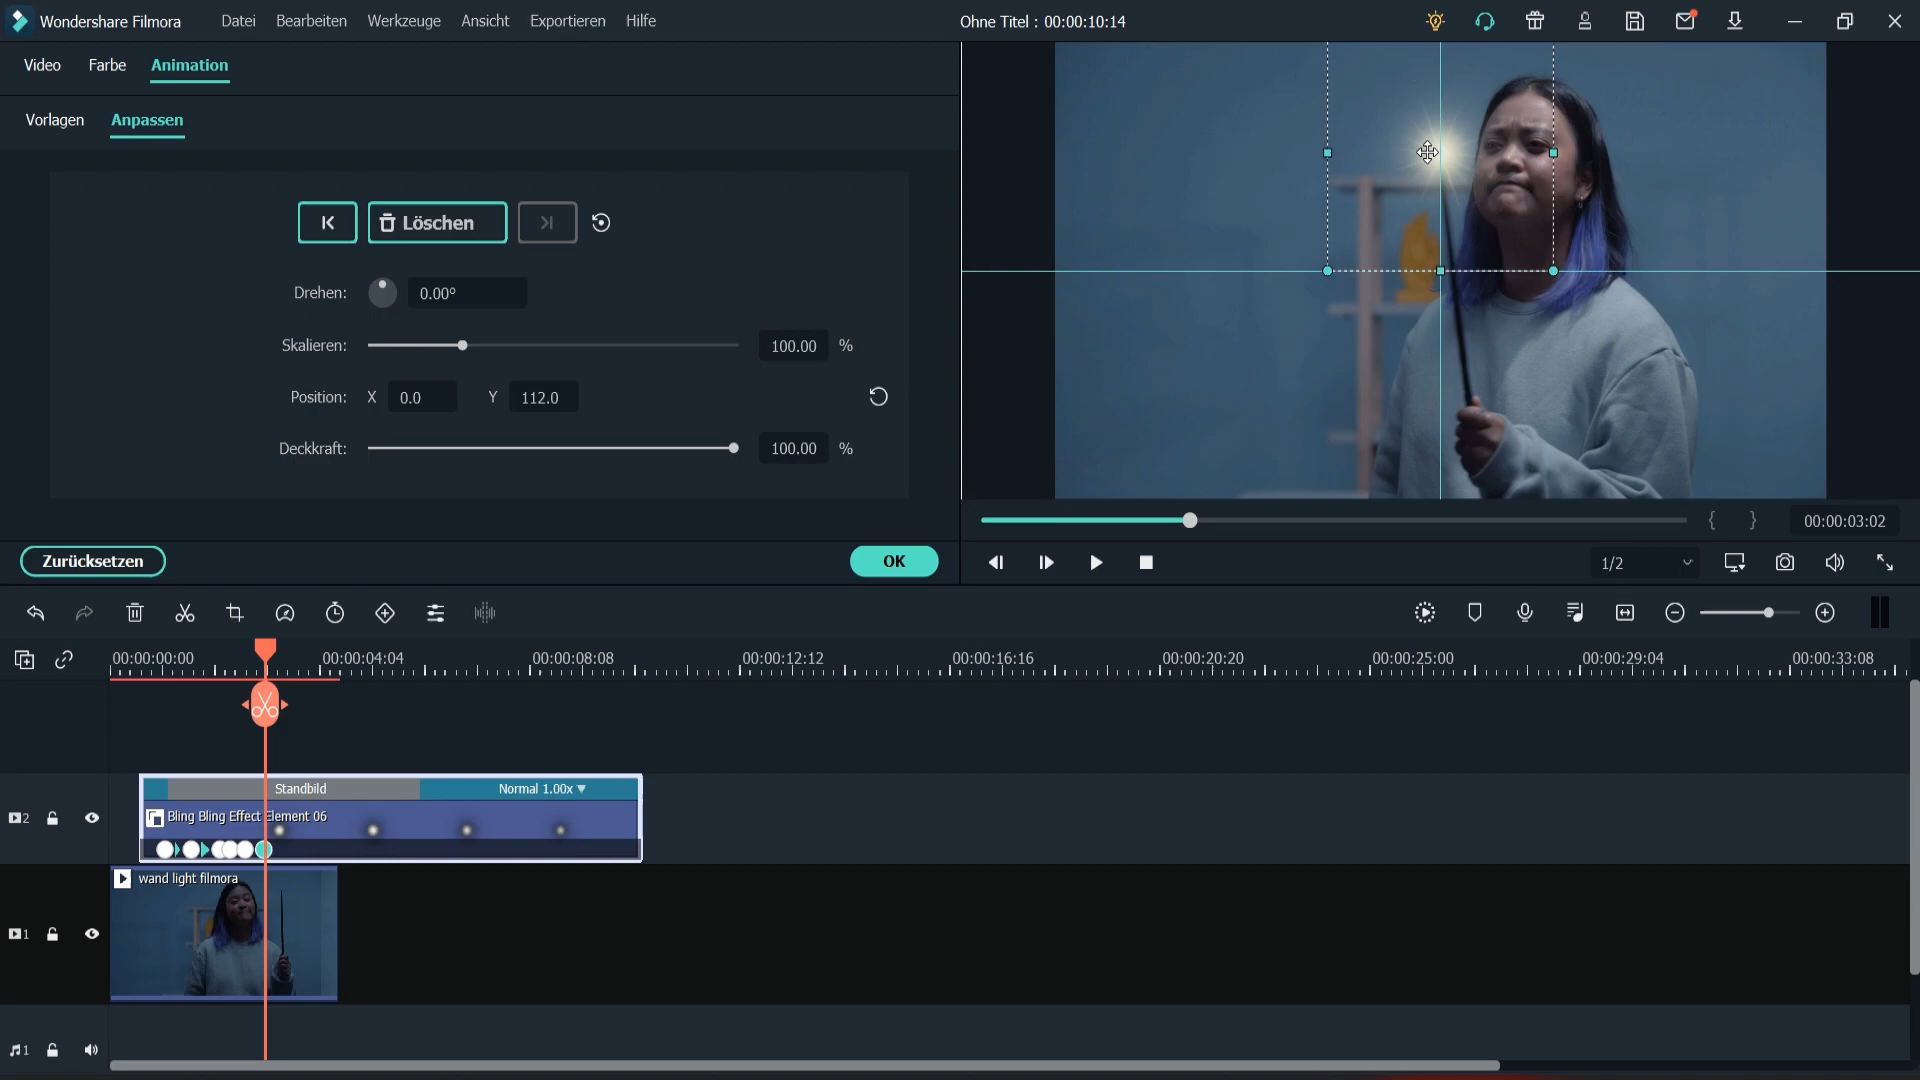 Wondershare Filmora
Datei
Bearbeiten
Werkzeuge
Ansicht
Exportieren
Hilfe
Ohne Titel : 00:00:10:14
Video
Farbe
Animation
Vorlagen
Anpassen
Löschen
Drehen:
0.00°
Skalieren:
100.00
%
Position:
X
0.0
Y
112.0
Deckkraft:
100.00
%
Zurücksetzen
OK
{ }
00:00:03:02
1/2
00:00:00:00
00:00:04:04
00:00:08:08
00:00:12:12
00:00:16:16
00:00:20:20
00:00:25:00
00:00:29:04
00:00:33:08
Standbild
Normal 1.00x
2
Bling Bling Effect Element 06
wand light filmora
1
1